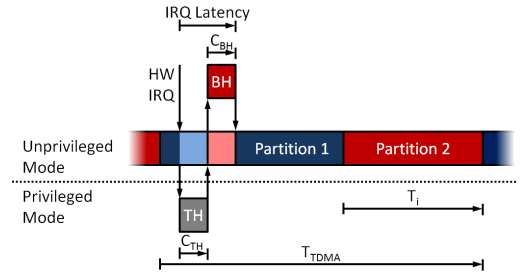 IRQ Latency
C_BH
HW
IRQ
BH
Unprivileged
Mode
Partition 1
Partition 2
Privileged
Mode
TH
T_i
C_TH
T_TDMA